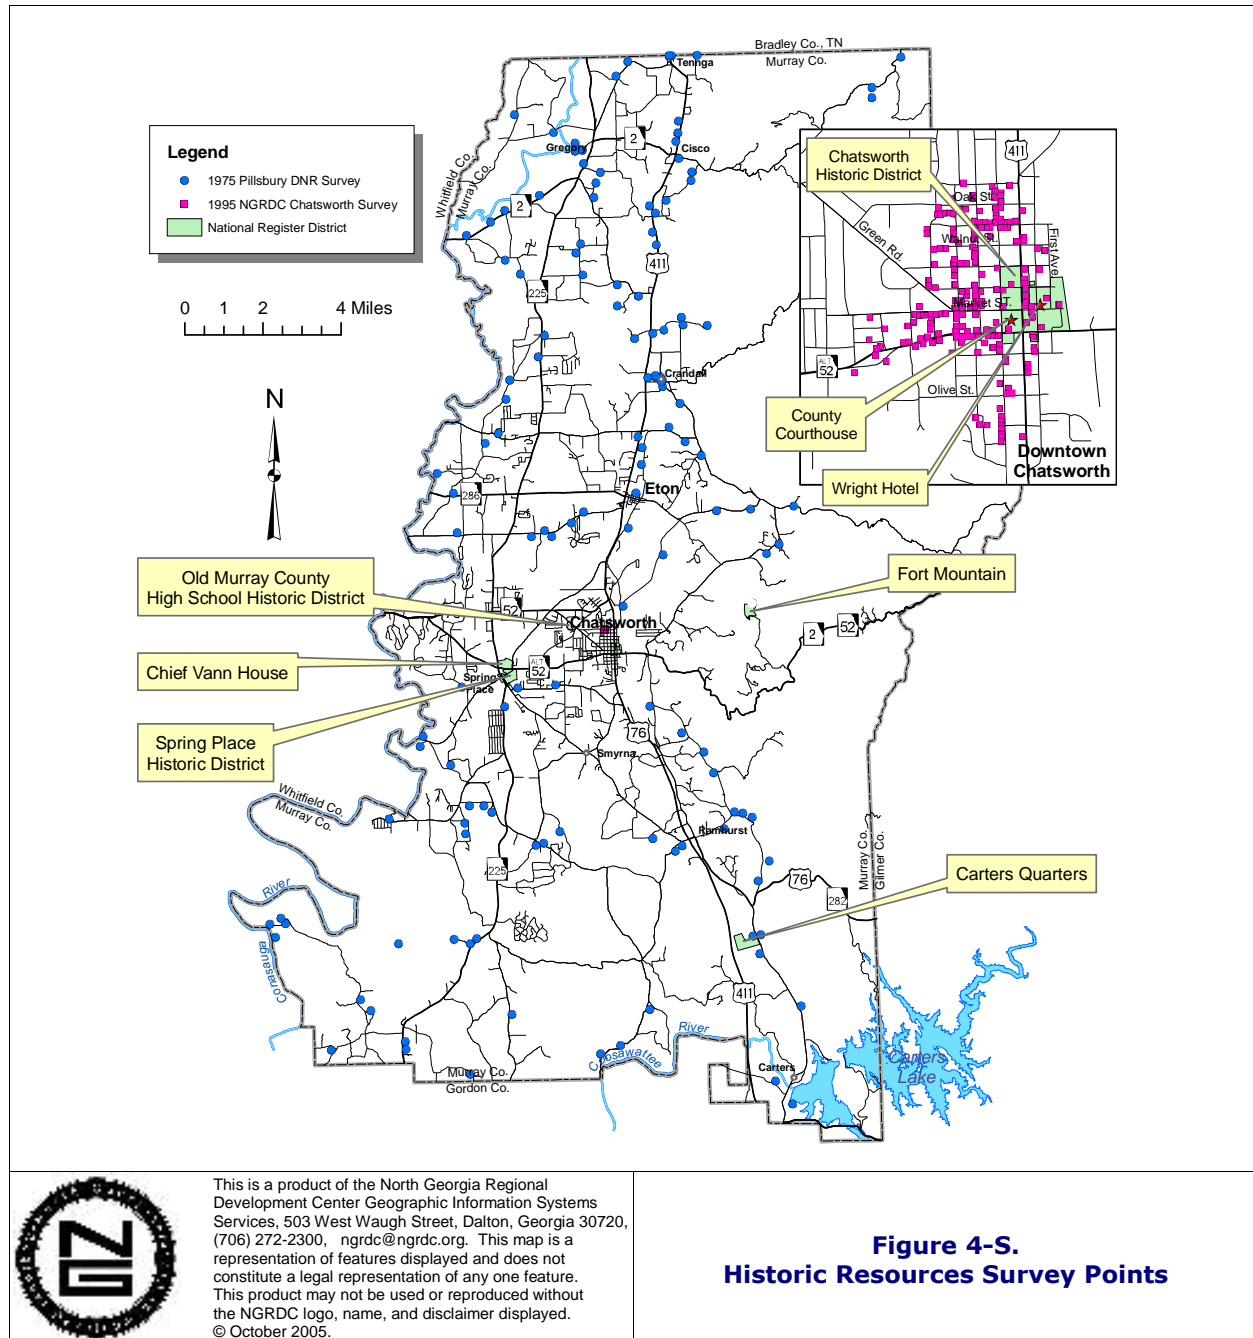 Bradley Co., TN
Murray Co.
Tennga
Legend
1975 Pillsbury DNR Survey
1995 NGRDC Chatsworth Survey
National Register District
0 1 2 4 Miles
N
Whitfield Co.
Murray Co.
Gregory
2
Cisco
2
411
225
Crandall
Eton
286
Chatsworth
Historic District
411
Oak St.
Walnut St.
Green Rd.
First Ave
Market ST.
ALT
52
Olive St.
County
Courthouse
Downtown
Chatsworth
Wright Hotel
Old Murray County
High School Historic District
52
Chatsworth
Fort Mountain
2
52
Chief Vann House
ALT
52
Spring
Place
Spring Place
Historic District
76
Smyrna
Whitfield Co.
Murray Co.
Ramhurst
Murray Co.
Gilmer Co.
225
76
282
Carters Quarters
River
Conasauga
411
River
Coosawattee
Carters
Carters
Lake
Murray Co.
Gordon Co.
NG
This is a product of the North Georgia Regional
Development Center Geographic Information Systems
Services, 503 West Waugh Street, Dalton, Georgia 30720,
(706) 272-2300, ngrdc@ngrdc.org. This map is a
representation of features displayed and does not
constitute a legal representation of any one feature.
This product may not be used or reproduced without
the NGRDC logo, name, and disclaimer displayed.
© October 2005.
Figure 4-S.
Historic Resources Survey Points